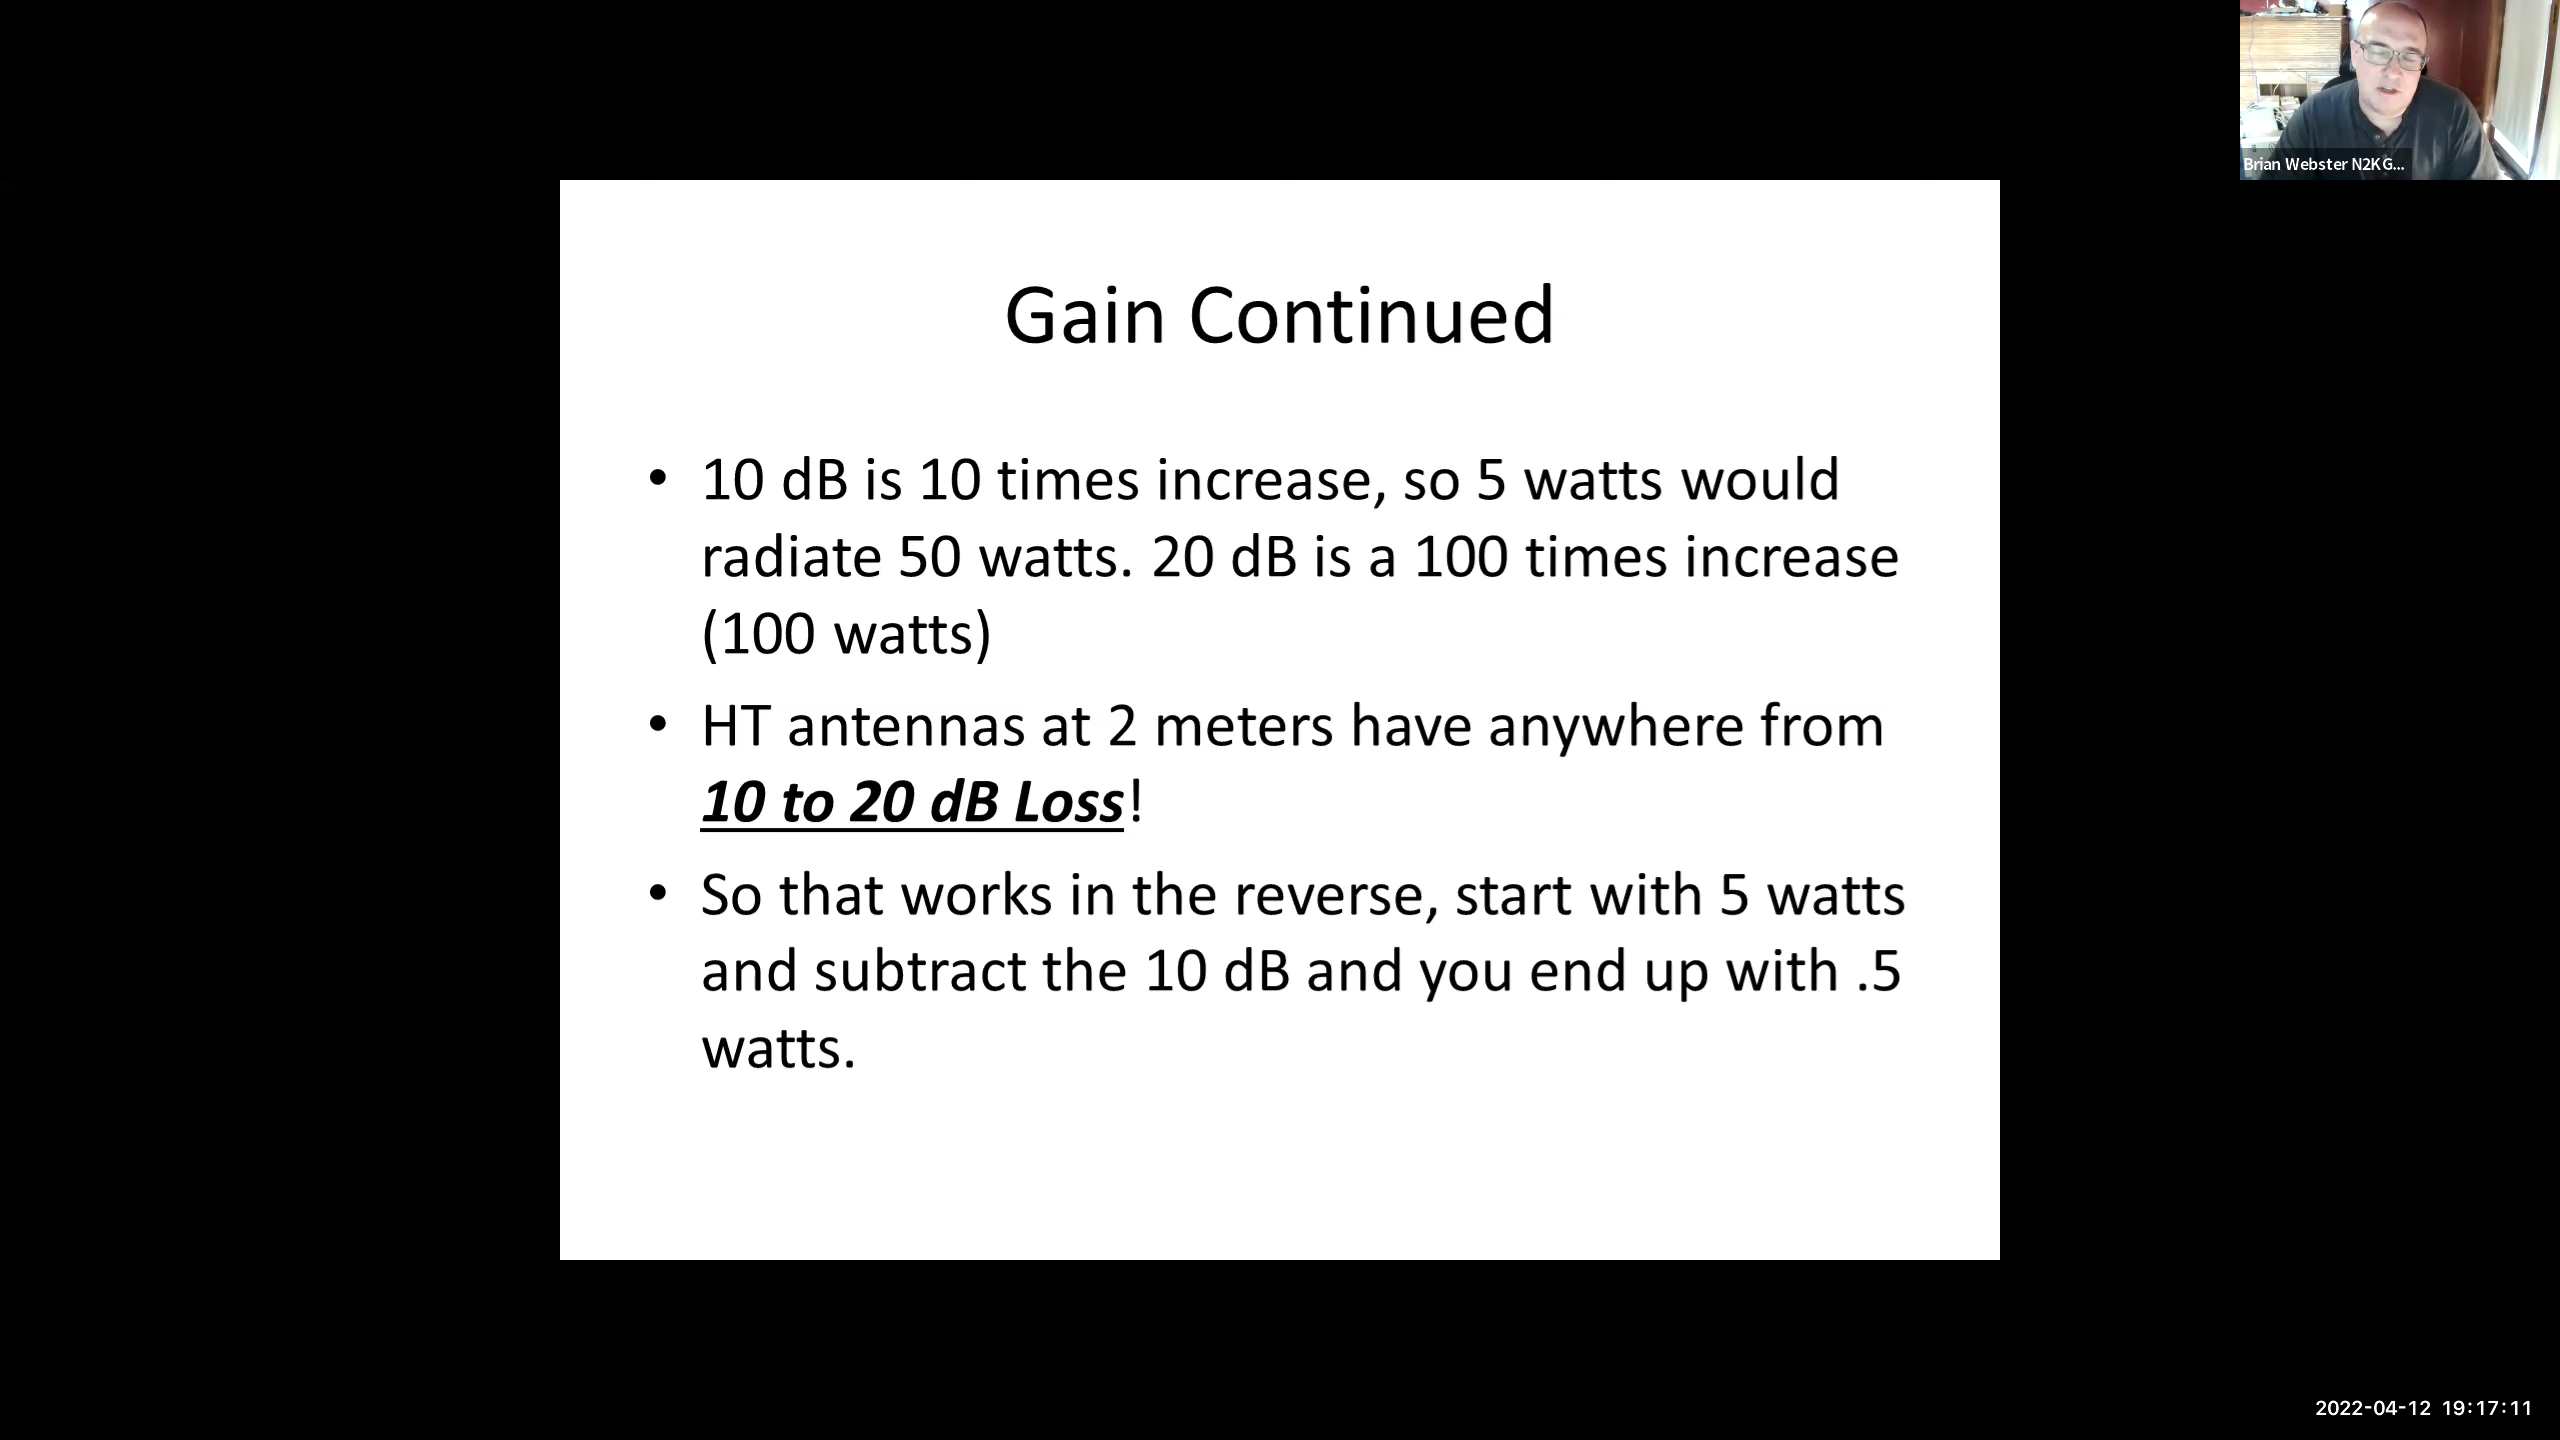 Brian Webster N2KG...
Gain Continued
• 10 dB is 10 times increase, so 5 watts would
radiate 50 watts. 20 dB is a 100 times increase
(100 watts)
• HT antennas at 2 meters have anywhere from
10 to 20 dB Loss!
• So that works in the reverse, start with 5 watts
and subtract the 10 dB and you end up with .5
watts.
2022-04-12 19:17:11